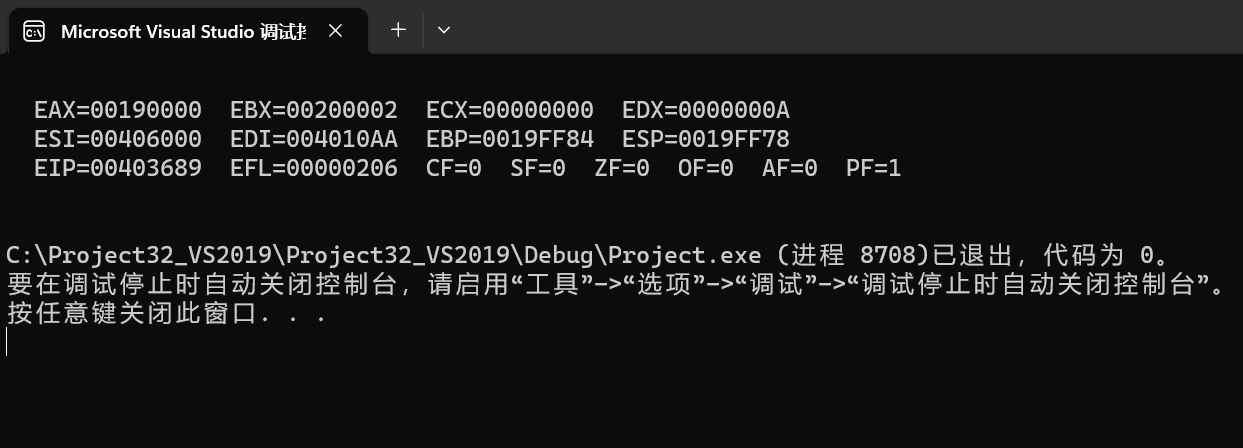 Microsoft Visual Studio 调试
EAX=00190000  EBX=00200002  ECX=00000000  EDX=0000000A
ESI=00406000  EDI=004010AA  EBP=0019FF84  ESP=0019FF78
EIP=00403689  EFL=00000206  CF=0  SF=0  ZF=0  OF=0  AF=0  PF=1
C:\Project32_VS2019\Project32_VS2019\Debug\Project.exe (进程 8708)已退出，代码为 0。
要在调试停止时自动关闭控制台，请启用“工具”->“选项”->“调试”->“调试停止时自动关闭控制台”。
按任意键关闭此窗口. . .